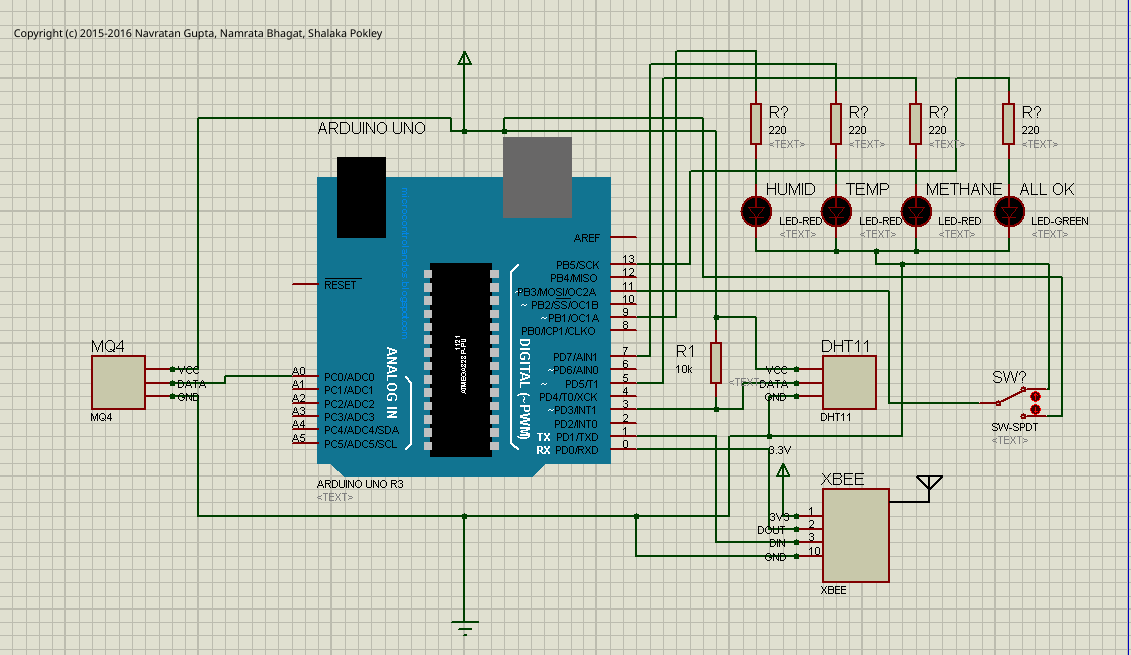 Copyright (c) 2015-2016 Navratan Gupta, Namrata Bhagat, Shalaka Pokley
ARDUINO UNO
R?
220
<TEXT>
R?
220
<TEXT>
R?
220
<TEXT>
R?
220
<TEXT>
HUMID
LED-RED
<TEXT>
TEMP
LED-RED
<TEXT>
METHANE
LED-RED
<TEXT>
ALL OK
LED-GREEN
<TEXT>
microcontrolandos.blogspot.com
AREF
RESET
13
PB5/SCK
12
PB4/MISO
11
~PB3/MOSI/OC2A
10
~ PB2/SS/OC1B
9
~PB1/OC1A
8
PB0/ICP1/CLKO
7
PD7/AIN1
6
~PD6/AIN0
5
~ PD5/T1
4
PD4/T0/XCK
3
~PD3/INT1
2
PD2/INT0
1
TX PD1/TXD
0
RX PD0/RXD
DIGITAL (~PWM)
ANALOG IN
1121
A0 PC0/ADC0
A1 PC1/ADC1
A2 PC2/ADC2
A3 PC3/ADC3
A4 PC4/ADC4/SDA
A5 PC5/ADC5/SCL
ARDUINO UNO R3
<TEXT>
MQ4
VCC
DATA
GND
MQ4
R1
10k
<TEXT>
DHT11
VCC
DATA
GND
DHT11
SW?
SW-SPDT
<TEXT>
3.3V
XBEE
3V3 1
DOUT 2
DIN 3
GND 10
XBEE